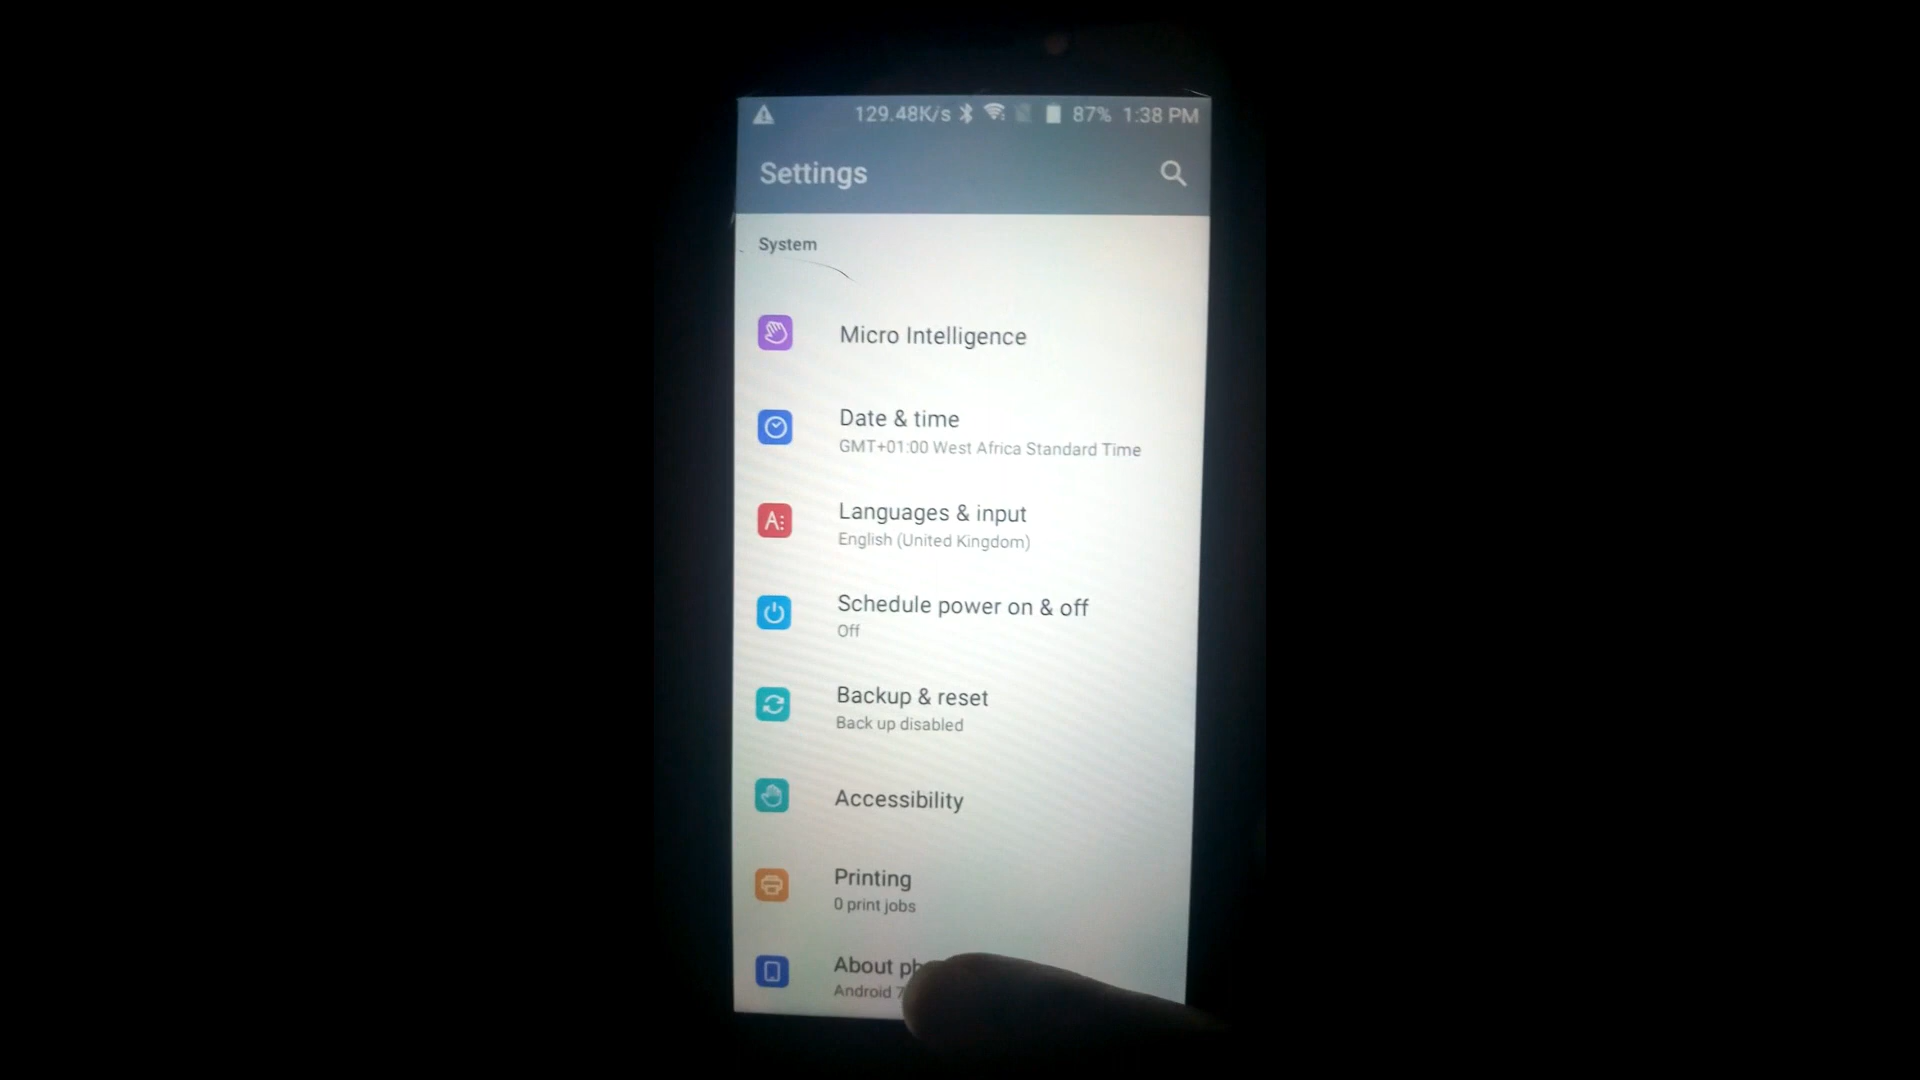 129.48K/s 87% 1:38 PM
Settings
System
Micro Intelligence
Date & time
GMT+01:00 West Africa Standard Time
Languages & input
English (United Kingdom)
Schedule power on & off
Off
Backup & reset
Back up disabled
Accessibility
Printing
0 print jobs
About
Android 7